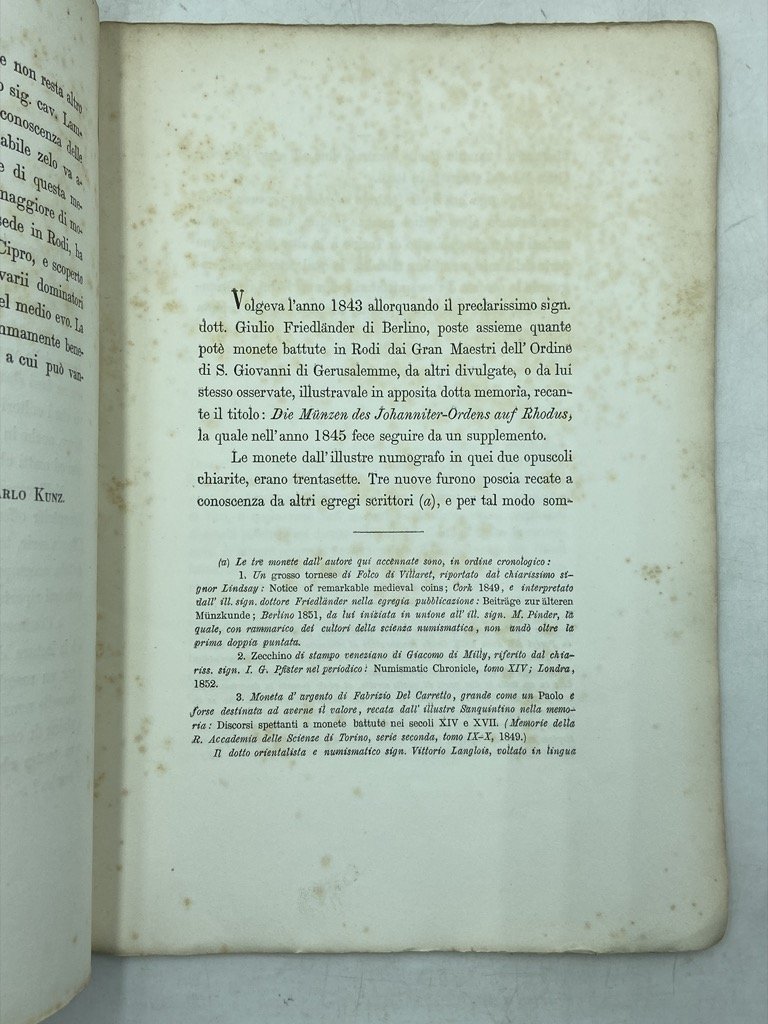 e non resta altro
o sig. cav. Lam-
conoscenza delle
abile zelo va a-
e di questa me-
maggiore di mo-
sede in Rodi, ha
Cipro, e scoperto
varii dominatori
el medio evo. La
mmamente bene-
a cui può van-
ARLO KUNZ.
Volgeva l'anno 1843 allorquando il preclarissimo sign.
dott. Giulio Friedländer di Berlino, poste assieme quante
potè monete battute in Rodi dai Gran Maestri dell'Ordine
di S. Giovanni di Gerusalemme, da altri divulgate, o da lui
stesso osservate, illustravale in apposita dotta memoria, recan-
te il titolo: Die Münzen des Johanniter-Ordens auf Rhodus,
la quale nell'anno 1845 fece seguire da un supplemento.
Le monete dall'illustre numografo in quei due opuscoli
chiarite, erano trentasette. Tre nuove furono poscia recate a
conoscenza da altri egregi scrittori (a), e per tal modo som-
(a) Le tre monete dall'autore qui accennate sono, in ordine cronologico:
1. Un grosso tornese di Folco di Villaret, riportato dal chiarissimo si-
gnor Lindsay: Notice of remarkable medieval coins; Cork 1849, e interpretato
dall'ill. sign. dottore Friedländer nella egregia pubblicazione: Beiträge zur älteren
Münzkunde; Berlino 1851, da lui iniziata in unione all'ill. sign. M. Pinder, la
quale, con rammarico dei cultori della scienza numismatica, non andò oltre la
prima doppia puntata.
2. Zecchino di stampo veneziano di Giacomo di Milly, riferito dal chia-
riss. sign. I. G. Pfister nel periodico: Numismatic Chronicle, tomo XIV; Londra,
1852.
3. Moneta d'argento di Fabrizio Del Carretto, grande come un Paolo e
forse destinata ad averne il valore, recata dall'illustre Sanquintino nella memo-
ria: Discorsi spettanti a monete battute nei secoli XIV e XVII. (Memorie della
R. Accademia delle Scienze di Torino, serie seconda, tomo IX-X, 1849.)
Il dotto orientalista e numismatico sign. Vittorio Langlois, voltato in lingua